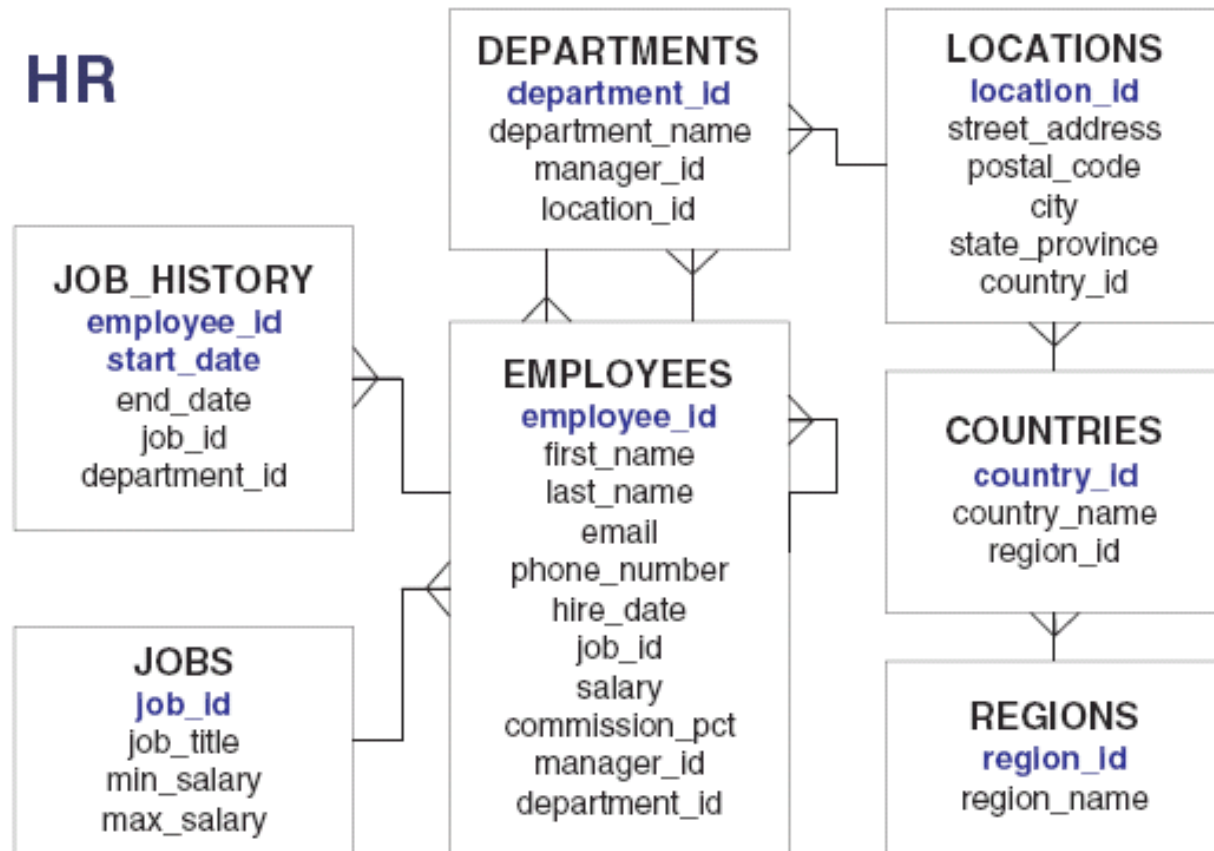 HR
DEPARTMENTS
department_id
department_name
manager_id
location_id
LOCATIONS
location_id
street_address
postal_code
city
state_province
country_id
JOB_HISTORY
employee_id
start_date
end_date
job_id
department_id
EMPLOYEES
employee_id
first_name
last_name
email
phone_number
hire_date
job_id
salary
commission_pct
manager_id
department_id
COUNTRIES
country_id
country_name
region_id
JOBS
job_id
job_title
min_salary
max_salary
REGIONS
region_id
region_name